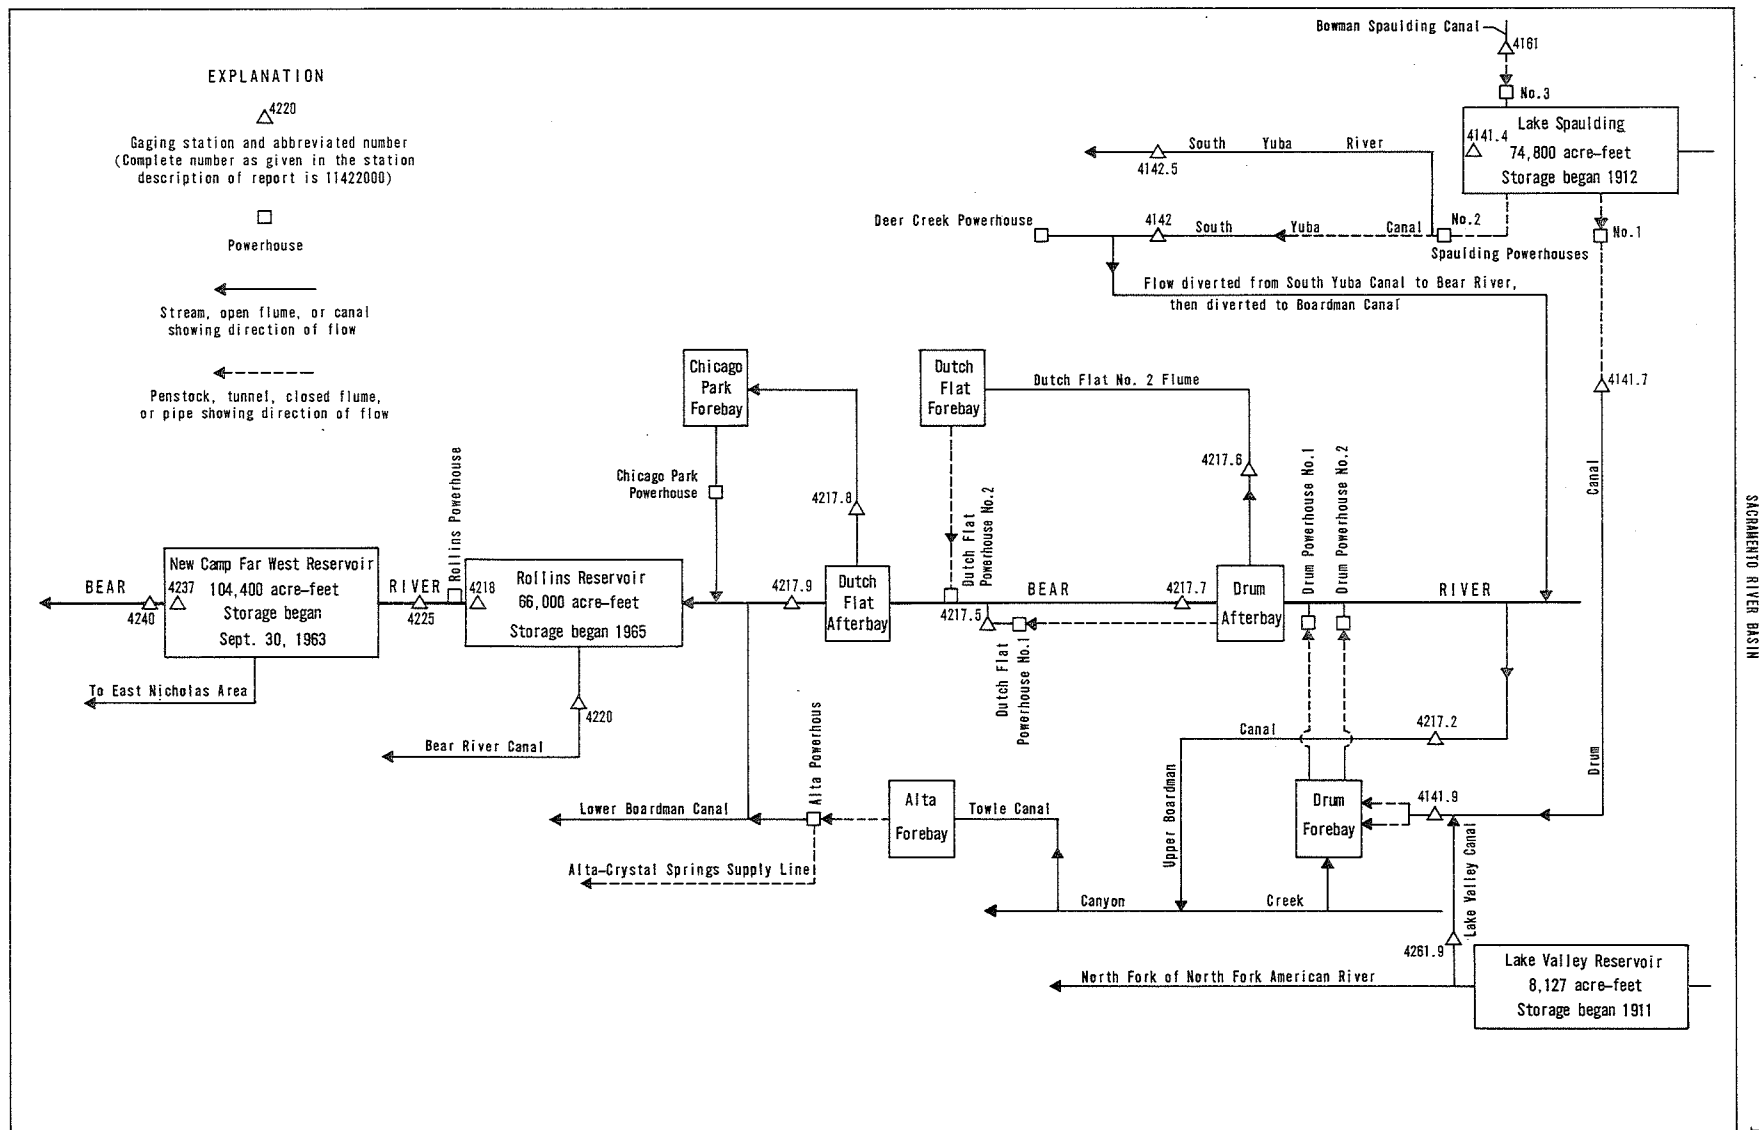 EXPLANATION
4220
Gaging station and abbreviated number
(Complete number as given in the station
description of report is 11422000)
Powerhouse
Stream, open flume, or canal
showing direction of flow
Penstock, tunnel, closed flume,
or pipe showing direction of flow
Bowman Spaulding Canal
4161
No.3
Lake Spaulding
4141.4
74,800 acre-feet
Storage began 1912
South Yuba River
4142.5
Deer Creek Powerhouse
4142
South Yuba Canal
No.2
No.1
Spaulding Powerhouses
Flow diverted from South Yuba Canal to Bear River,
then diverted to Boardman Canal
Chicago
Park
Forebay
Dutch
Flat
Forebay
Dutch Flat No. 2 Flume
4141.7
4217.6
Chicago Park
Powerhouse
4217.8
Rollins Powerhouse
Dutch Flat
Powerhouse No.2
Drum Powerhouse No.1
Drum Powerhouse No.2
Canal
BEAR
4240
New Camp Far West Reservoir
4237
104,400 acre-feet
Storage began
Sept. 30, 1963
RIVER
4225
Rollins Reservoir
4218
66,000 acre-feet
Storage began 1965
4217.9
Dutch
Flat
Afterbay
4217.5
BEAR
4217.7
Drum
Afterbay
RIVER
Dutch Flat
Powerhouse No.1
To East Nicholas Area
4220
Bear River Canal
Alta Powerhous
Canal
4217.2
Upper Boardman
Drum
Lower Boardman Canal
Alta
Forebay
Towle Canal
Drum
Forebay
4141.9
Alta-Crystal Springs Supply Line
Canyon Creek
Lake Valley Canal
4261.9
North Fork of North Fork American River
Lake Valley Reservoir
8,127 acre-feet
Storage began 1911
SACRAMENTO RIVER BASIN